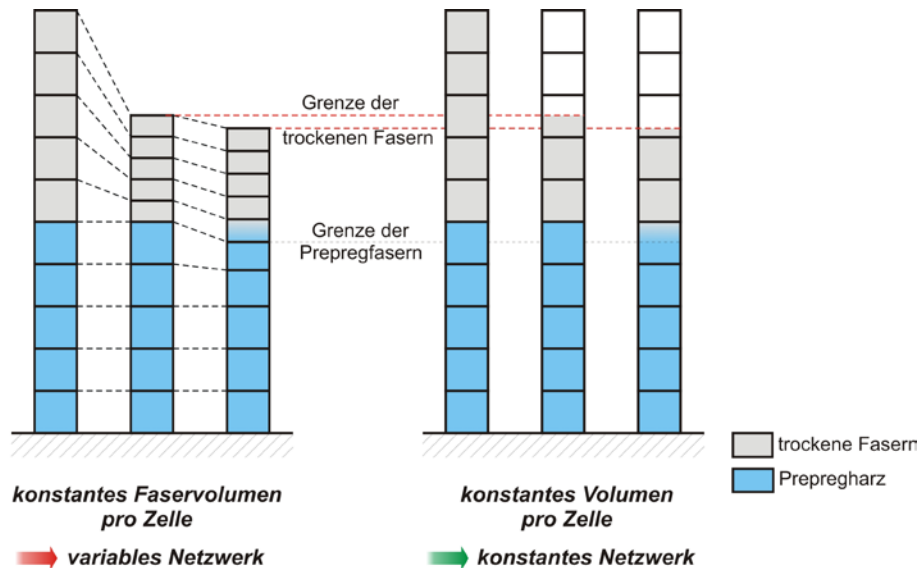 Grenze der
trockenen Fasern
Grenze der
Prepregfasern
trockene Fasern
Prepregharz
konstantes Faservolumen
pro Zelle
variables Netzwerk
konstantes Volumen
pro Zelle
konstantes Netzwerk